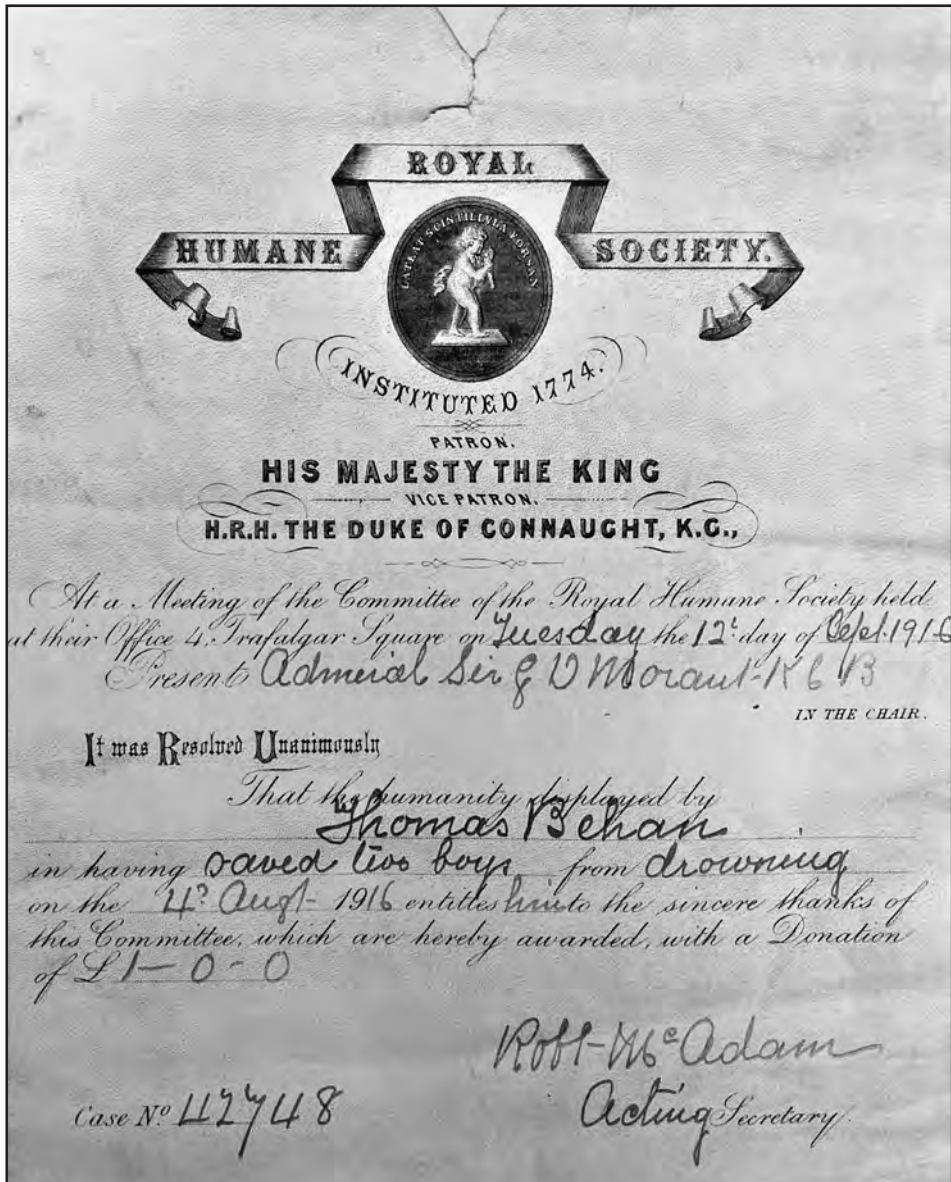 ROYAL
HUMANE SOCIETY.
LATEAT SCINTILLVLA FORSAN
INSTITUTED 1774.
PATRON.
HIS MAJESTY THE KING
VICE PATRON.
H.R.H. THE DUKE OF CONNAUGHT, K.G.,
At a Meeting of the Committee of the Royal Humane Society held
at their Office 4. Trafalgar Square on Tuesday the 12th day of Sept. 1916
Present Admiral Sir G D Morant K C B
IN THE CHAIR.
It was Resolved Unanimously
That the humanity displayed by
Thomas Behan
in having saved two boys from drowning
on the 4th Augt 1916 entitles him to the sincere thanks of
this Committee, which are hereby awarded, with a Donation
of £1-0-0
Robt Mc Adam
Case No. 42748 Acting Secretary.